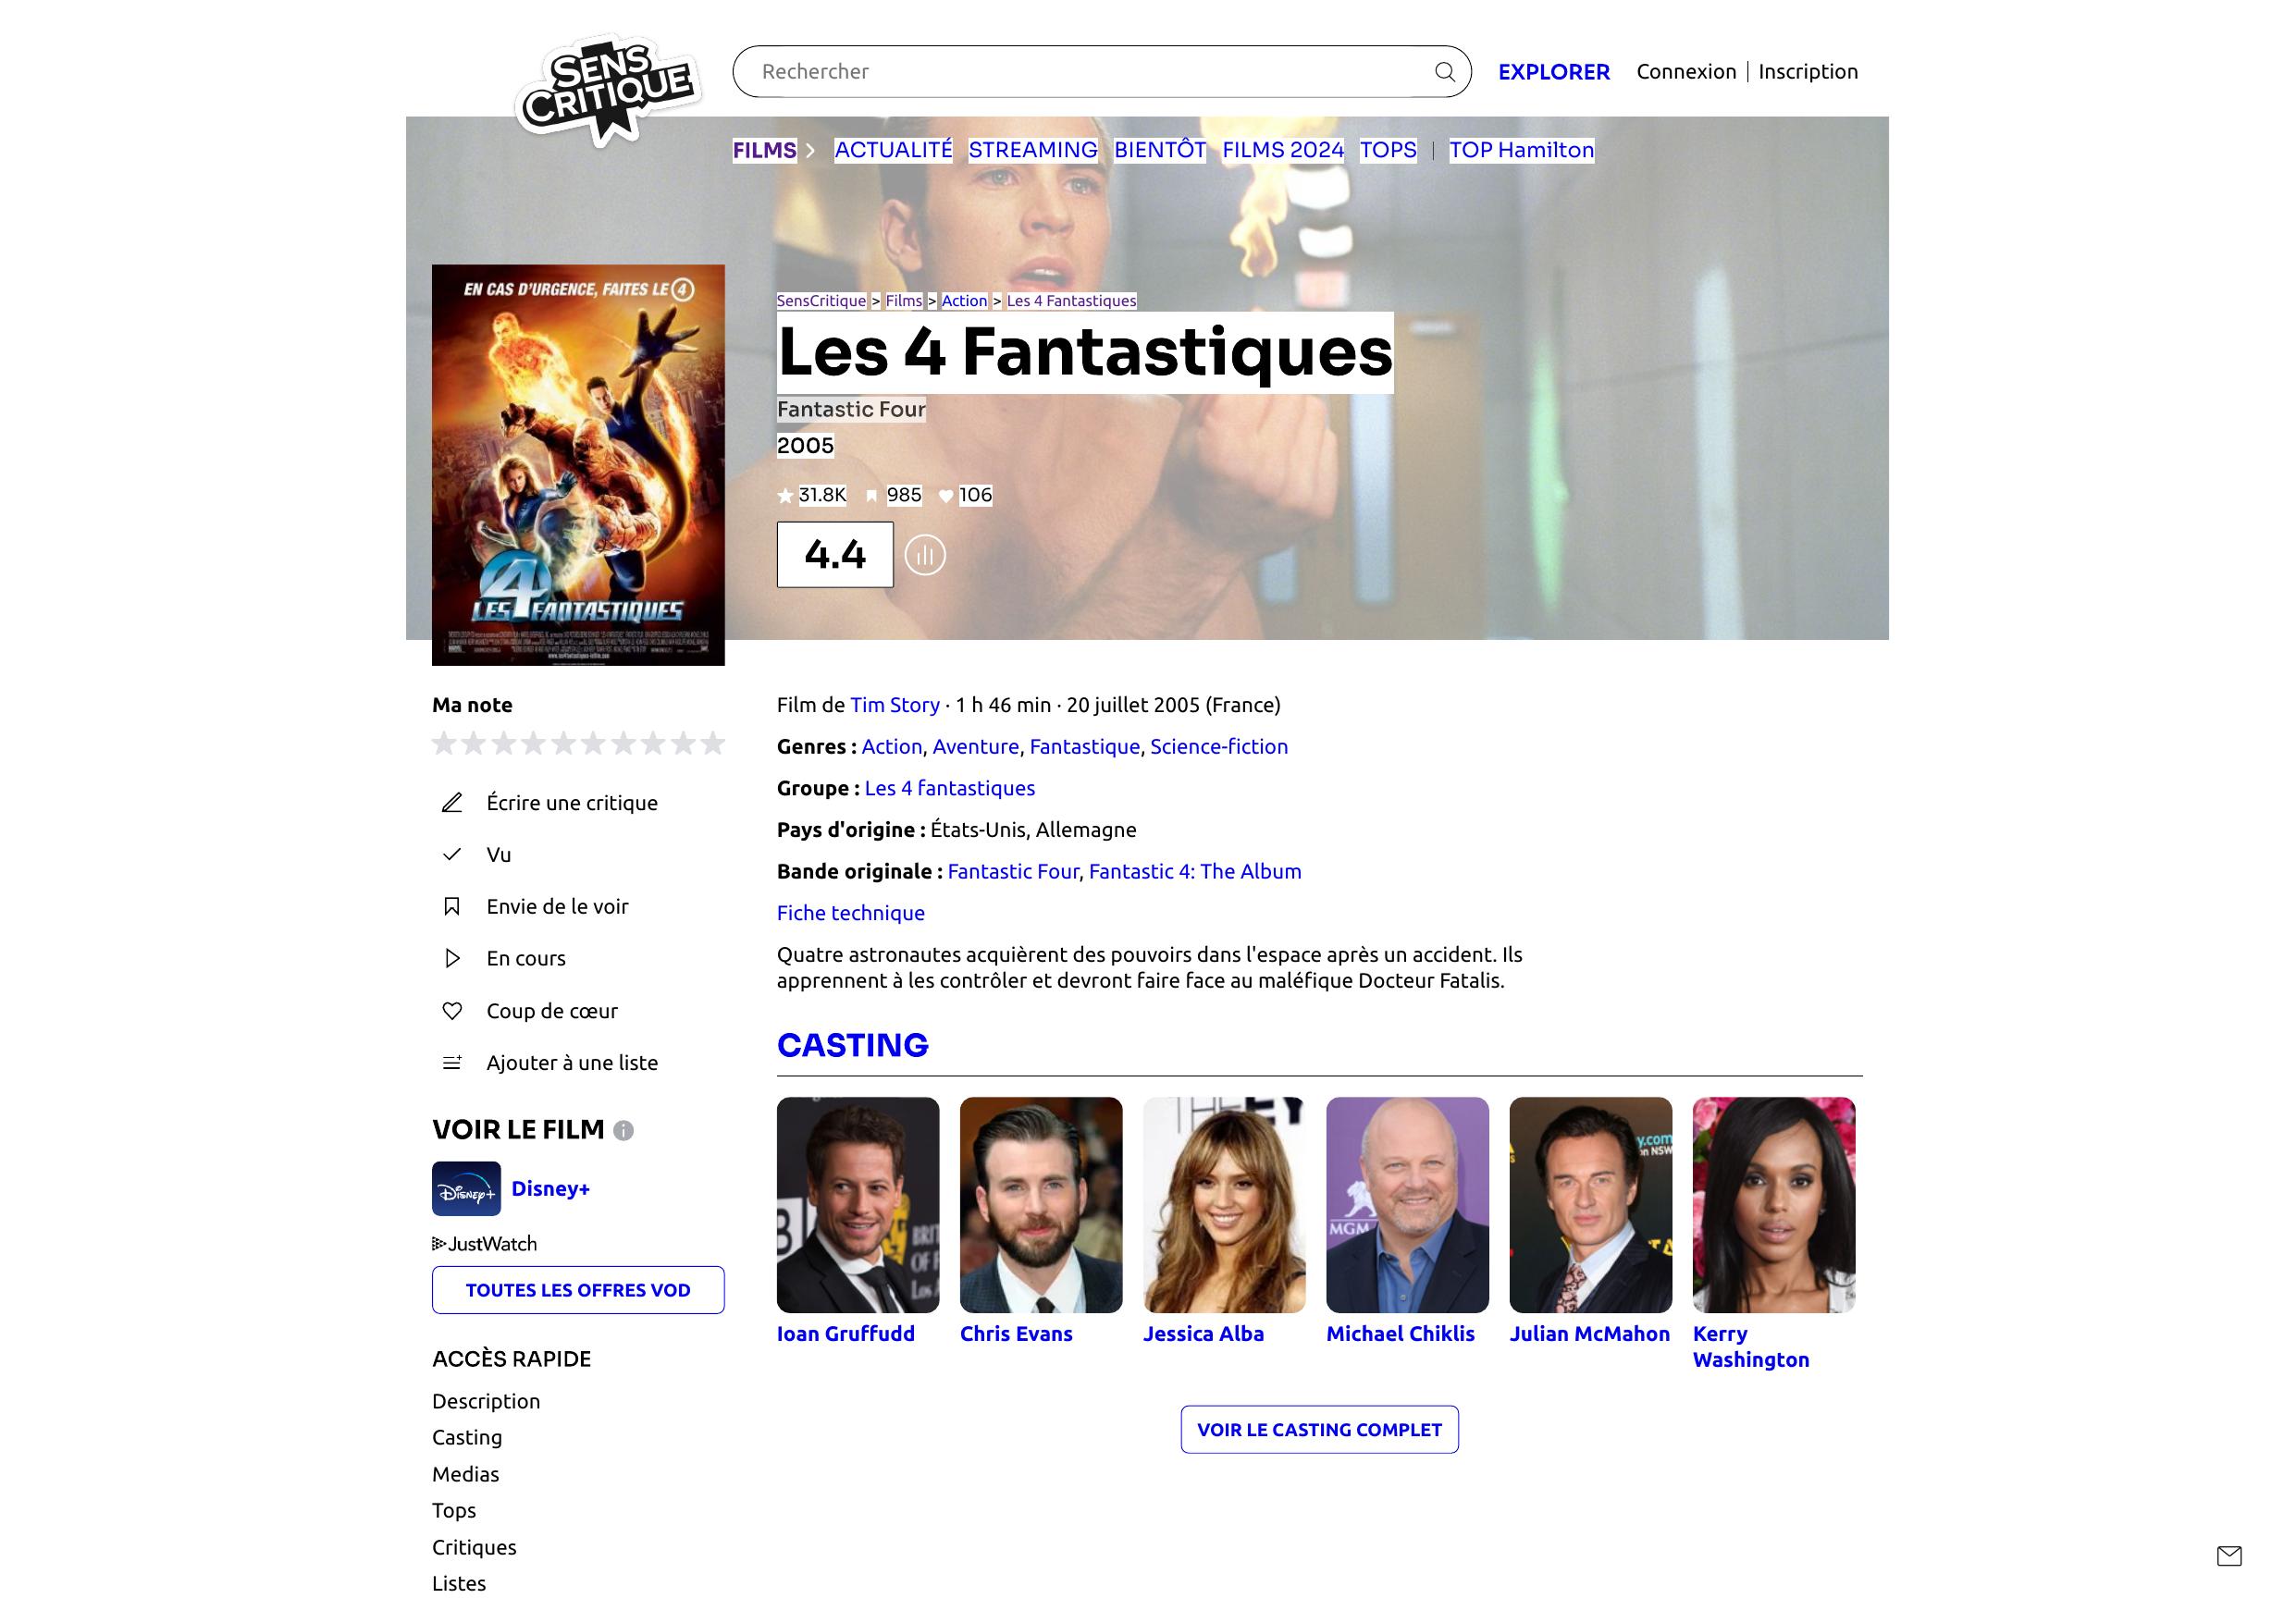 SENS
CRITIQUE
Rechercher
EXPLORER
Connexion | Inscription
FILMS
ACTUALITÉ
STREAMING
BIENTÔT
FILMS 2024
TOPS
|
TOP Hamilton
EN CAS D'URGENCE, FAITES LE 4
4
LES FANTASTIQUES
SensCritique > Films > Action > Les 4 Fantastiques
Les 4 Fantastiques
Fantastic Four
2005
31.8K 985 106
4.4
Ma note
Écrire une critique
Vu
Envie de le voir
En cours
Coup de cœur
Ajouter à une liste
VOIR LE FILM
Disney+
Disney+
JustWatch
TOUTES LES OFFRES VOD
ACCÈS RAPIDE
Description
Casting
Medias
Tops
Critiques
Listes
Film de Tim Story · 1 h 46 min · 20 juillet 2005 (France)
Genres : Action, Aventure, Fantastique, Science-fiction
Groupe : Les 4 fantastiques
Pays d'origine : États-Unis, Allemagne
Bande originale : Fantastic Four, Fantastic 4: The Album
Fiche technique
Quatre astronautes acquièrent des pouvoirs dans l'espace après un accident. Ils
apprennent à les contrôler et devront faire face au maléfique Docteur Fatalis.
CASTING
BRIT
OF F
Los A
MGM
y.com
on NSW
Ioan Gruffudd
Chris Evans
Jessica Alba
Michael Chiklis
Julian McMahon
Kerry
Washington
VOIR LE CASTING COMPLET